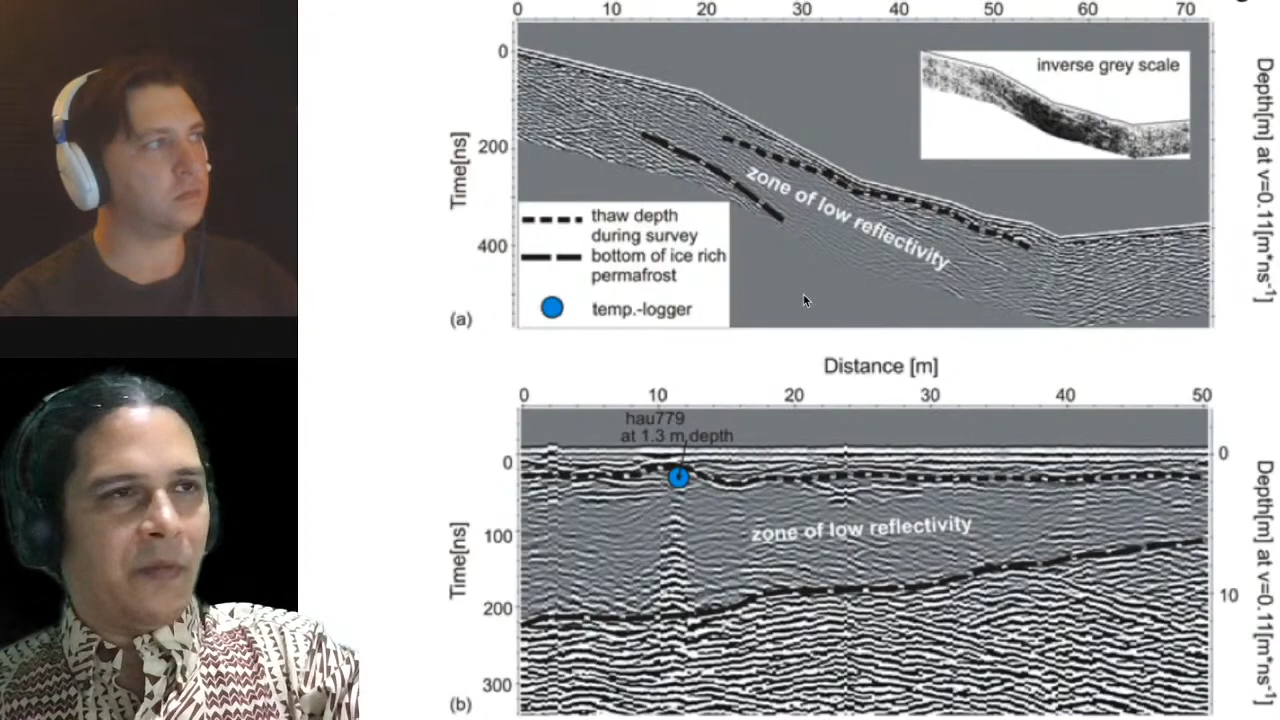 0 10 20 30 40 50 60 70
0
200
400
Time[ns]
inverse grey scale
Depth[m] at v=0.11[m*ns⁻¹]
zone of low reflectivity
thaw depth
during survey
bottom of ice rich
permafrost
temp.-logger
(a)
Distance [m]
0 10 20 30 40 50
hau779
at 1.3 m depth
0
100
200
300
Time[ns]
zone of low reflectivity
0
10
Depth[m] at v=0.11[m*ns⁻¹]
(b)